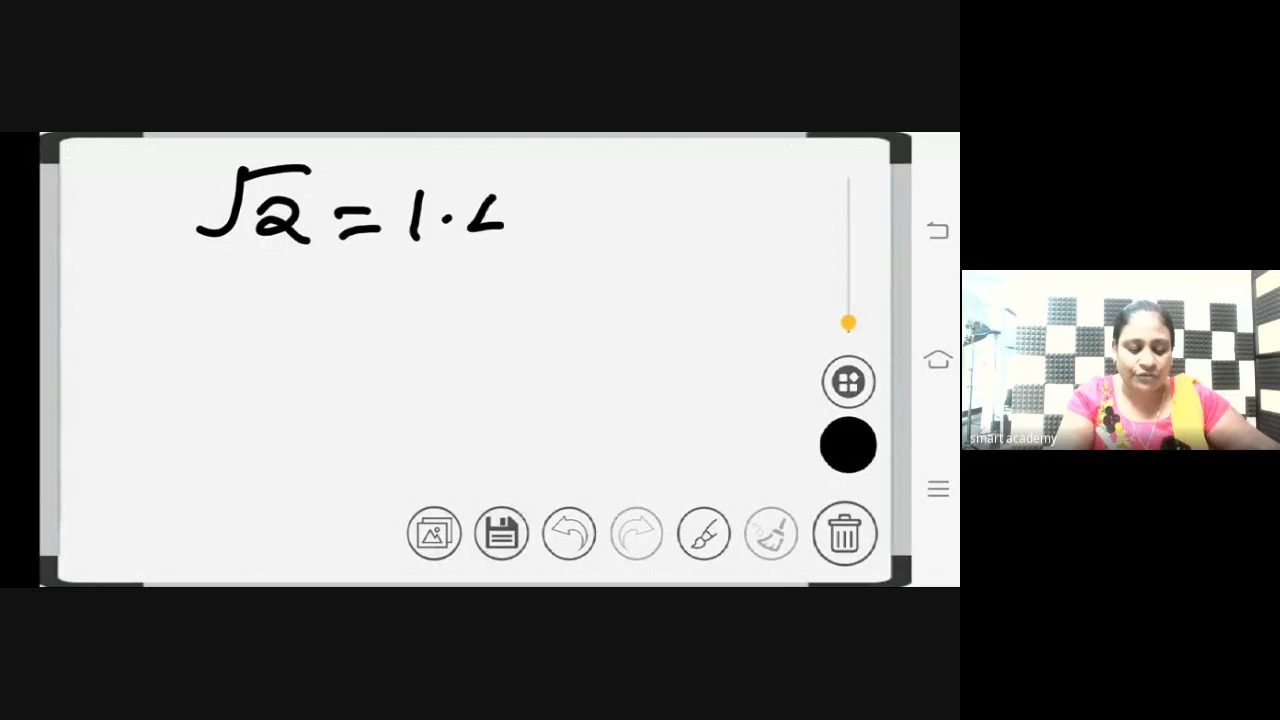 √2 = 1.
smart academy